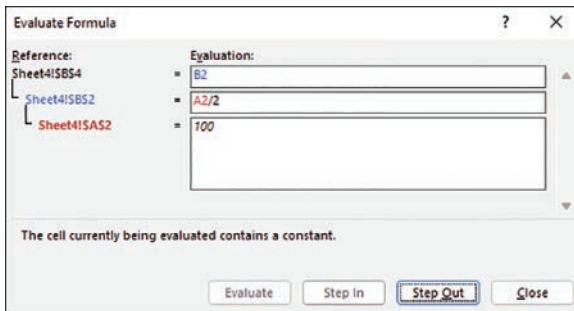 Evaluate Formula ? ×
Reference: Evaluation:
Sheet4!$B$4 = B2
Sheet4!$B$2 = A2/2
Sheet4!$A$2 = 100
The cell currently being evaluated contains a constant.
Evaluate Step In Step Out Close